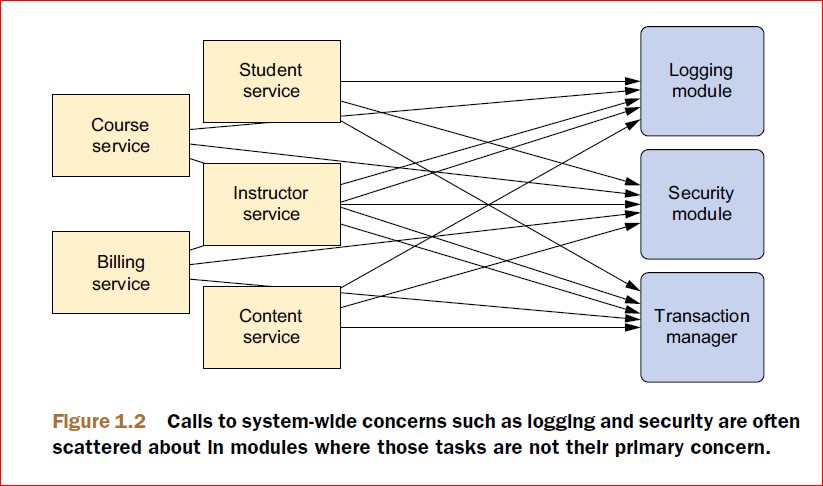 Student
service
Logging
module
Course
service
Instructor
service
Security
module
Billing
service
Content
service
Transaction
manager
Figure 1.2 Calls to system-wide concerns such as logging and security are often
scattered about in modules where those tasks are not their primary concern.